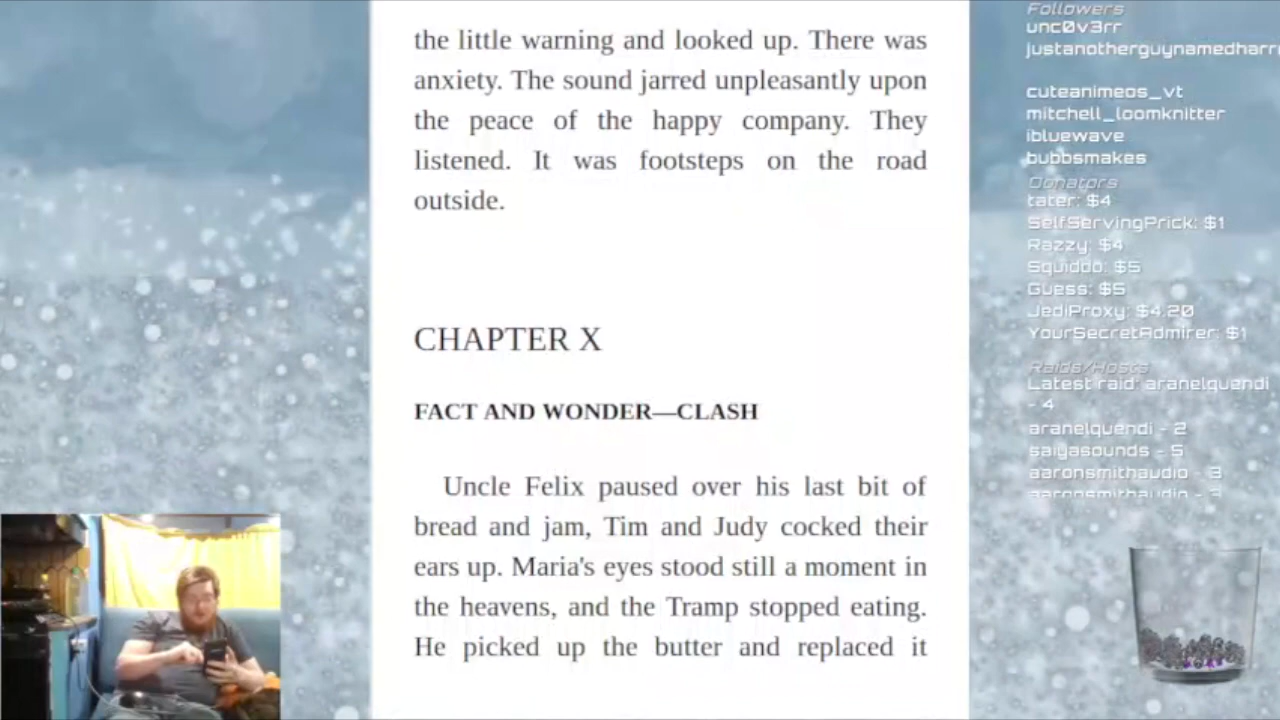 the little warning and looked up. There was
anxiety. The sound jarred unpleasantly upon
the peace of the happy company. They
listened. It was footsteps on the road
outside.
CHAPTER X
FACT AND WONDER—CLASH
Uncle Felix paused over his last bit of
bread and jam, Tim and Judy cocked their
ears up. Maria's eyes stood still a moment in
the heavens, and the Tramp stopped eating.
He picked up the butter and replaced it
Followers
unc0v3rr
justanotherguynamedharr
cuteanimeos_vt
mitchell_loomknitter
ibluewave
bubbsmakes
Donators
tater: $4
SelfServingPrick: $1
Razzy: $4
Squiddo: $5
Guess: $5
JediProxy: $4.20
YourSecretAdmirer: $1
Raids/Hosts
Latest raid: aranelquendi
- 4
aranelquendi - 2
saiyasounds - 5
aaronsmithaudio - 3
aaronsmithaudio - 3